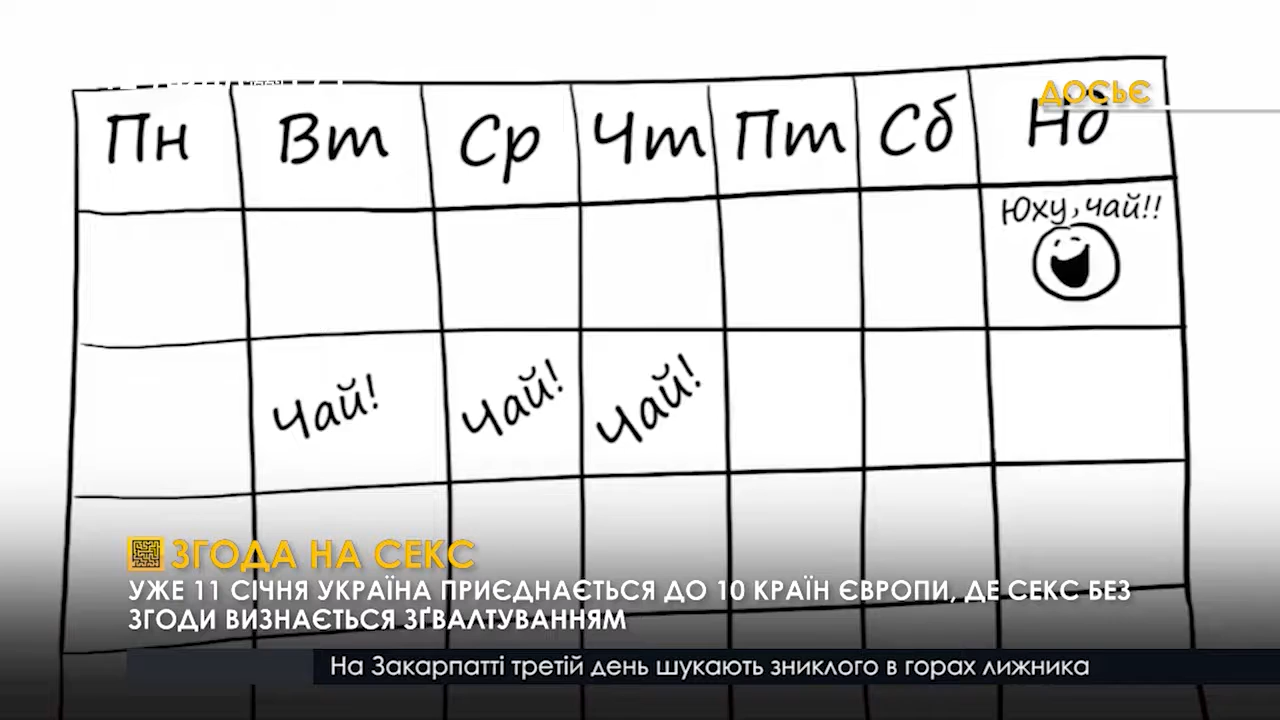 ДОСЬЄ
Пн Вт Ср Чт Пт Сб Нд
Юху, чай!!
Чай! Чай! Чай!
ЗГОДА НА СЕКС
УЖЕ 11 СІЧНЯ УКРАЇНА ПРИЄДНАЄТЬСЯ ДО 10 КРАЇН ЄВРОПИ, ДЕ СЕКС БЕЗ
ЗГОДИ ВИЗНАЄТЬСЯ ЗҐВАЛТУВАННЯМ
На Закарпатті третій день шукають зниклого в горах лижника